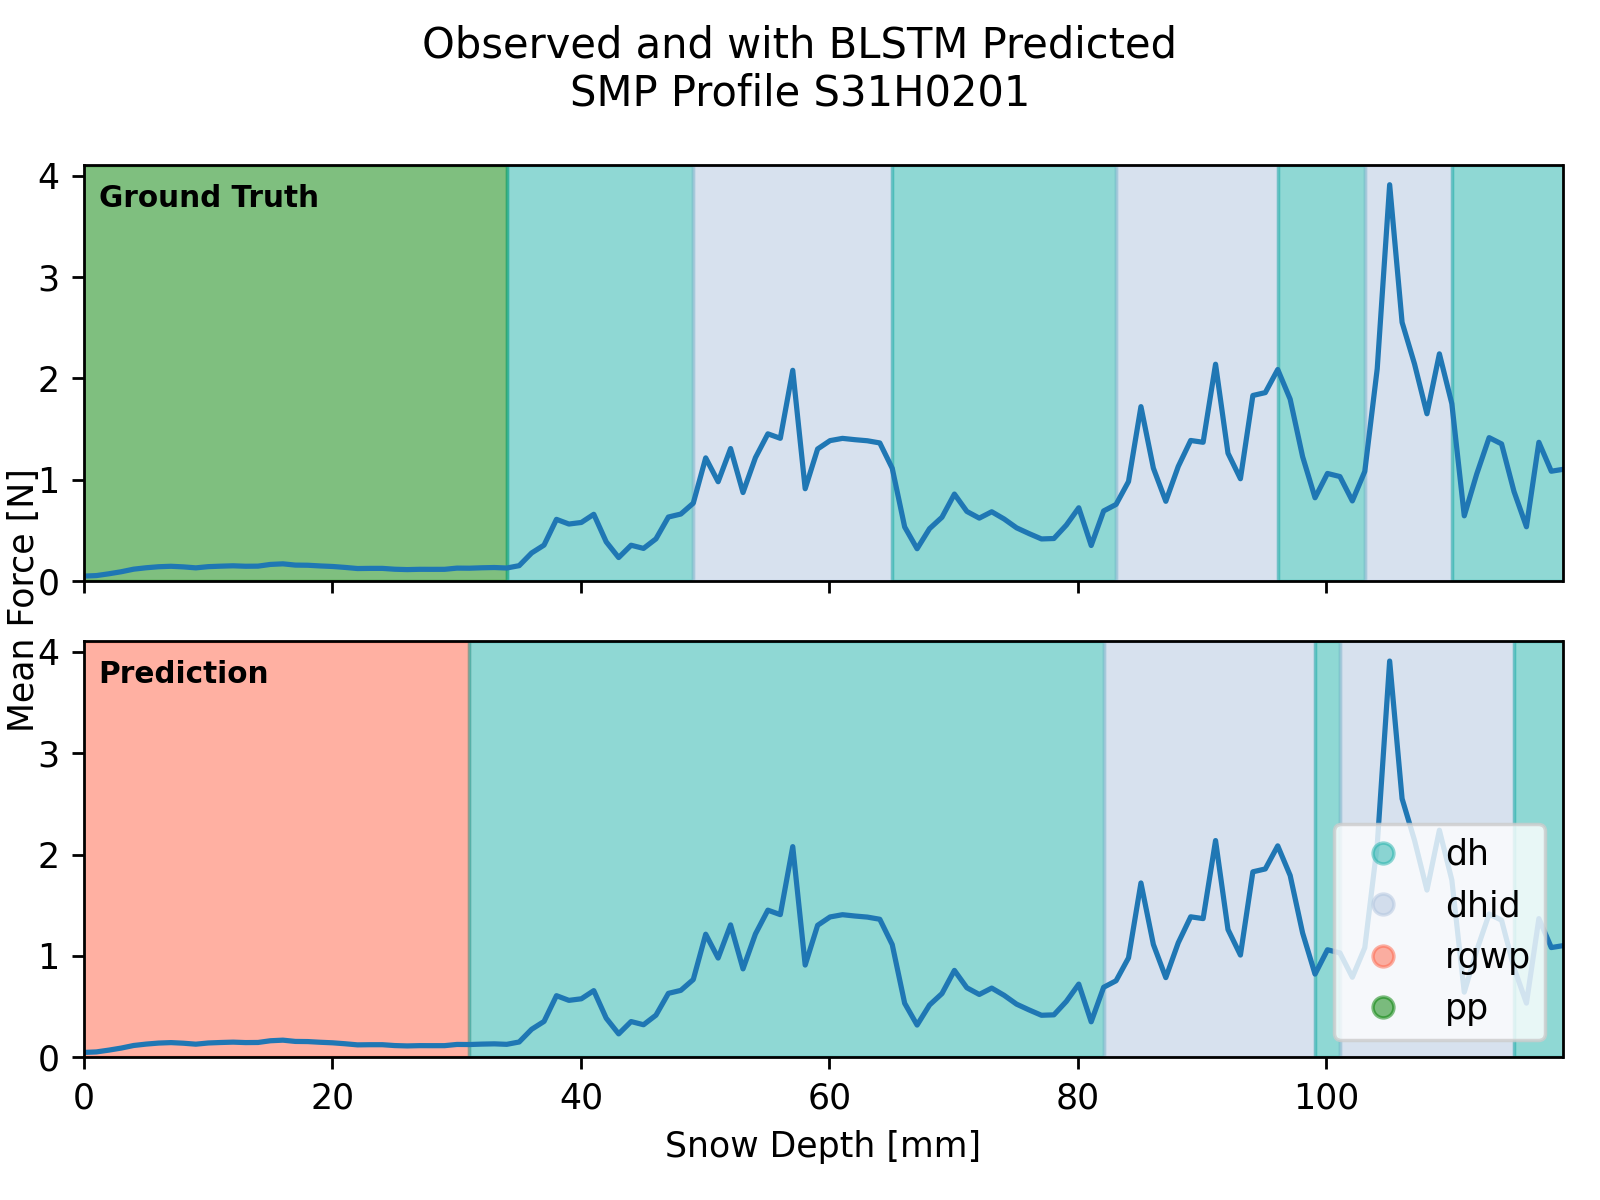 Observed and with BLSTM Predicted
SMP Profile S31H0201
Mean Force [N]
4
3
2
1
0
Ground Truth
4
3
2
1
0
Prediction
dh
dhid
rgwp
pp
0 20 40 60 80 100
Snow Depth [mm]